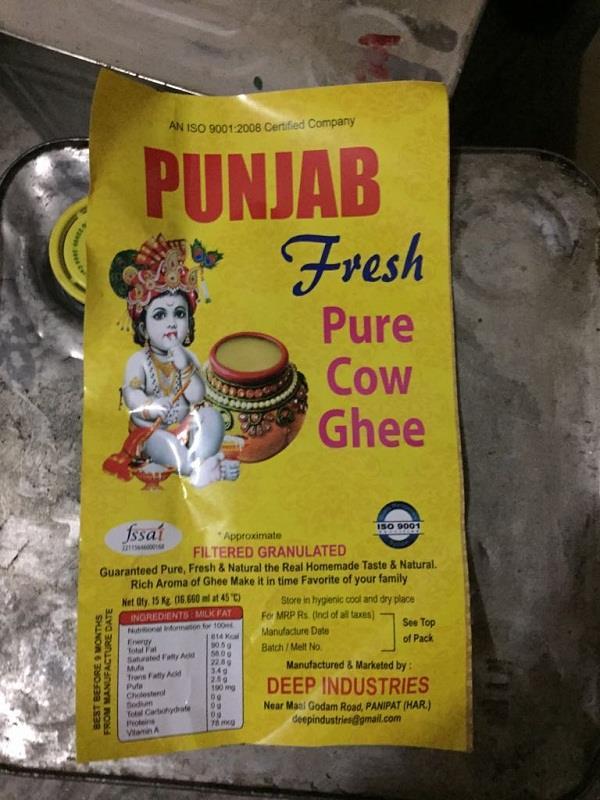 AN ISO 9001:2008 Certified Company
PUNJAB
Fresh
Pure
Cow
Ghee
fssai
ISO 9001
* Approximate
FILTERED GRANULATED
Guaranteed Pure, Fresh & Natural the Real Homemade Taste & Natural.
Rich Aroma of Ghee Make it in time Favorite of your family
Net Qty. 15 Kg. (16.660 ml at 45°C)
INGREDIENTS : MILK FAT
Nutritional Information for 100ml.
Energy 814 Kcal
Total Fat 90.5 g
Saturated Fatty Acid 58.0 g
Mufa 22.8 g
Trans Fatty Acid 3.4 g
Pufa 2.5 g
Cholesterol 190 mg
Sodium 0 g
Total Carbohydrate 0 g
Proteins 0 g
Vitamin A 78 mcg
BEST BEFORE 9 MONTHS
FROM MANUFACTURE DATE
Store in hygienic cool and dry place
For MRP Rs. (Incl of all taxes)
Manufacture Date
Batch / Melt No.
See Top
of Pack
Manufactured & Marketed by :
DEEP INDUSTRIES
Near Maal Godam Road, PANIPAT (HAR.)
deepindustries@gmail.com